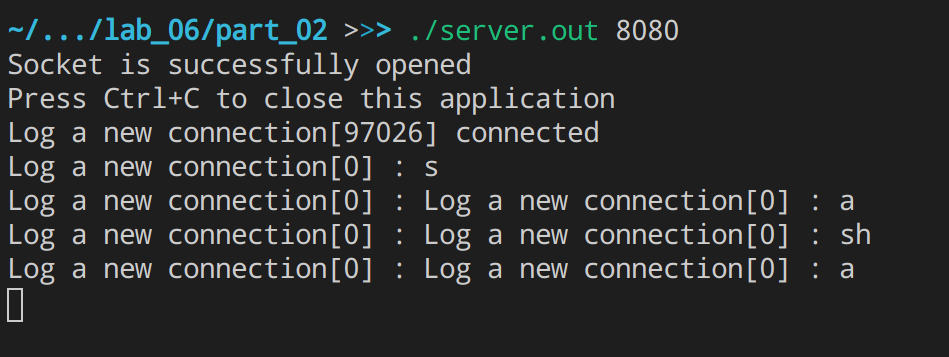 ~/.../lab_06/part_02 >>> ./server.out 8080
Socket is successfully opened
Press Ctrl+C to close this application
Log a new connection[97026] connected
Log a new connection[0] : s
Log a new connection[0] : Log a new connection[0] : a
Log a new connection[0] : Log a new connection[0] : sh
Log a new connection[0] : Log a new connection[0] : a